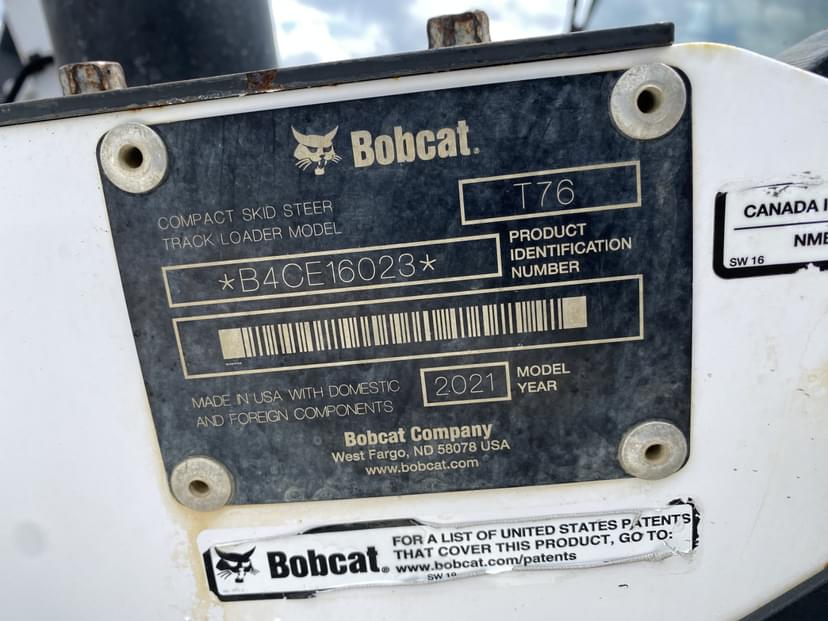 Bobcat.
COMPACT SKID STEER
TRACK LOADER MODEL
T76
*B4CE16023*
PRODUCT
IDENTIFICATION
NUMBER
MADE IN USA WITH DOMESTIC
AND FOREIGN COMPONENTS
2021
MODEL
YEAR
Bobcat Company
West Fargo, ND 58078 USA
www.bobcat.com
CANADA
NMB
SW 16
Bobcat.
FOR A LIST OF UNITED STATES PATENTS
THAT COVER THIS PRODUCT, GO TO:
www.bobcat.com/patents